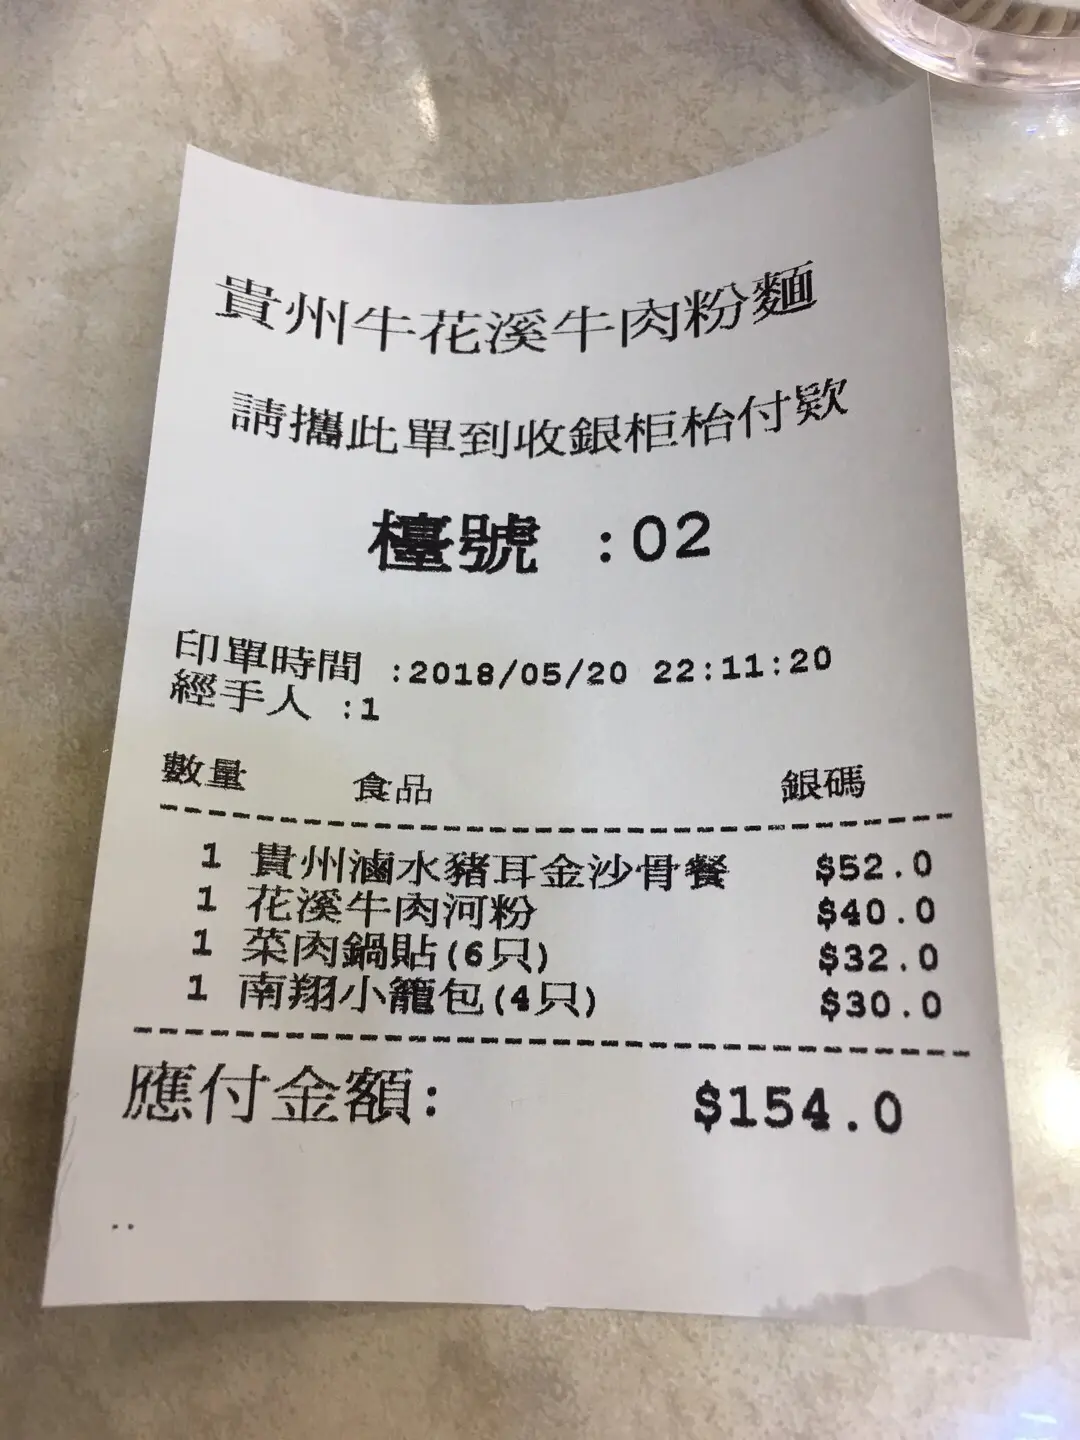 貴州牛花溪牛肉粉麵
請攜此單到收銀柜枱付欵
檯號 :02
印單時間 :2018/05/20 22:11:20
經手人 :1
數量 食品 銀碼
1 貴州滷水豬耳金沙骨餐 $52.0
1 花溪牛肉河粉 $40.0
1 菜肉鍋貼(6只) $32.0
1 南翔小籠包(4只) $30.0
應付金額: $154.0
..